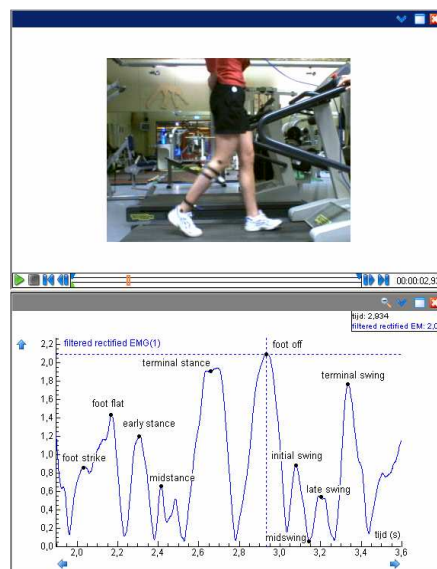 00:00:02,93
tijd: 2,934
filtered rectified EM: 2,0
filtered rectified EMG(1)
foot off
terminal stance
terminal swing
foot flat
early stance
foot strike
initial swing
midstance
late swing
midswing
tijd (s)
2,2
2,0
1,8
1,6
1,4
1,2
1,0
0,8
0,6
0,4
0,2
0,0
2,0 2,2 2,4 2,6 2,8 3,0 3,2 3,4 3,6